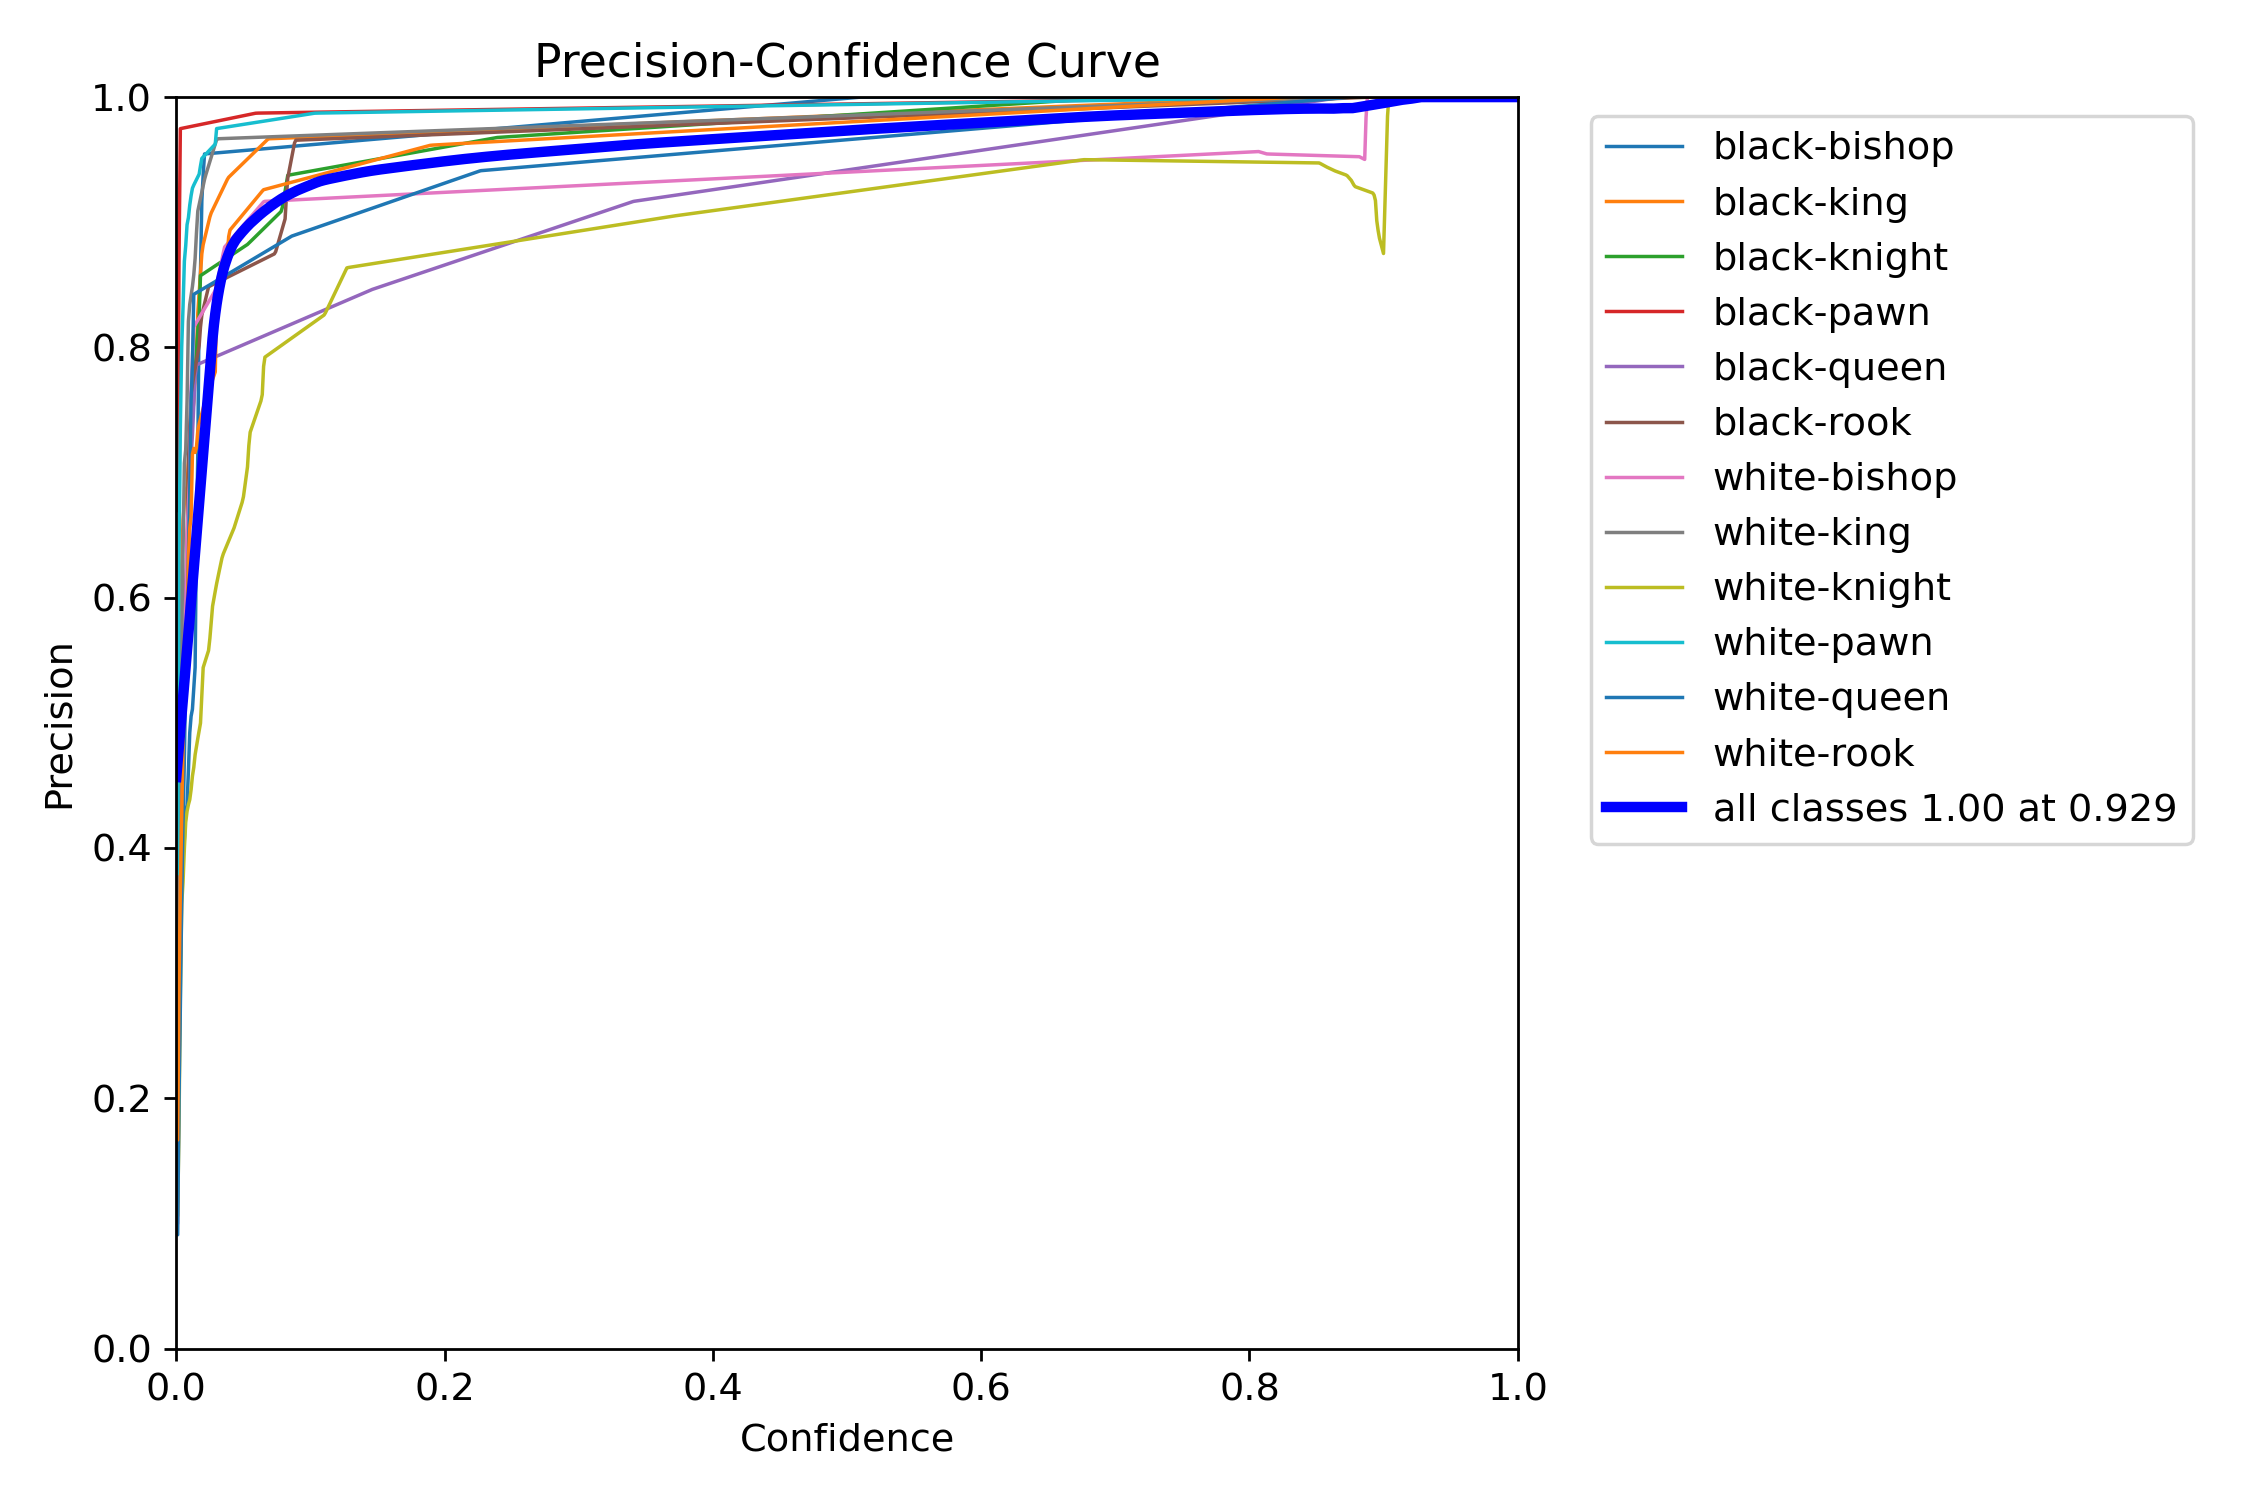 Precision-Confidence Curve
1.0
0.8
0.6
0.4
0.2
0.0
Precision
0.0 0.2 0.4 0.6 0.8 1.0
Confidence
black-bishop
black-king
black-knight
black-pawn
black-queen
black-rook
white-bishop
white-king
white-knight
white-pawn
white-queen
white-rook
all classes 1.00 at 0.929